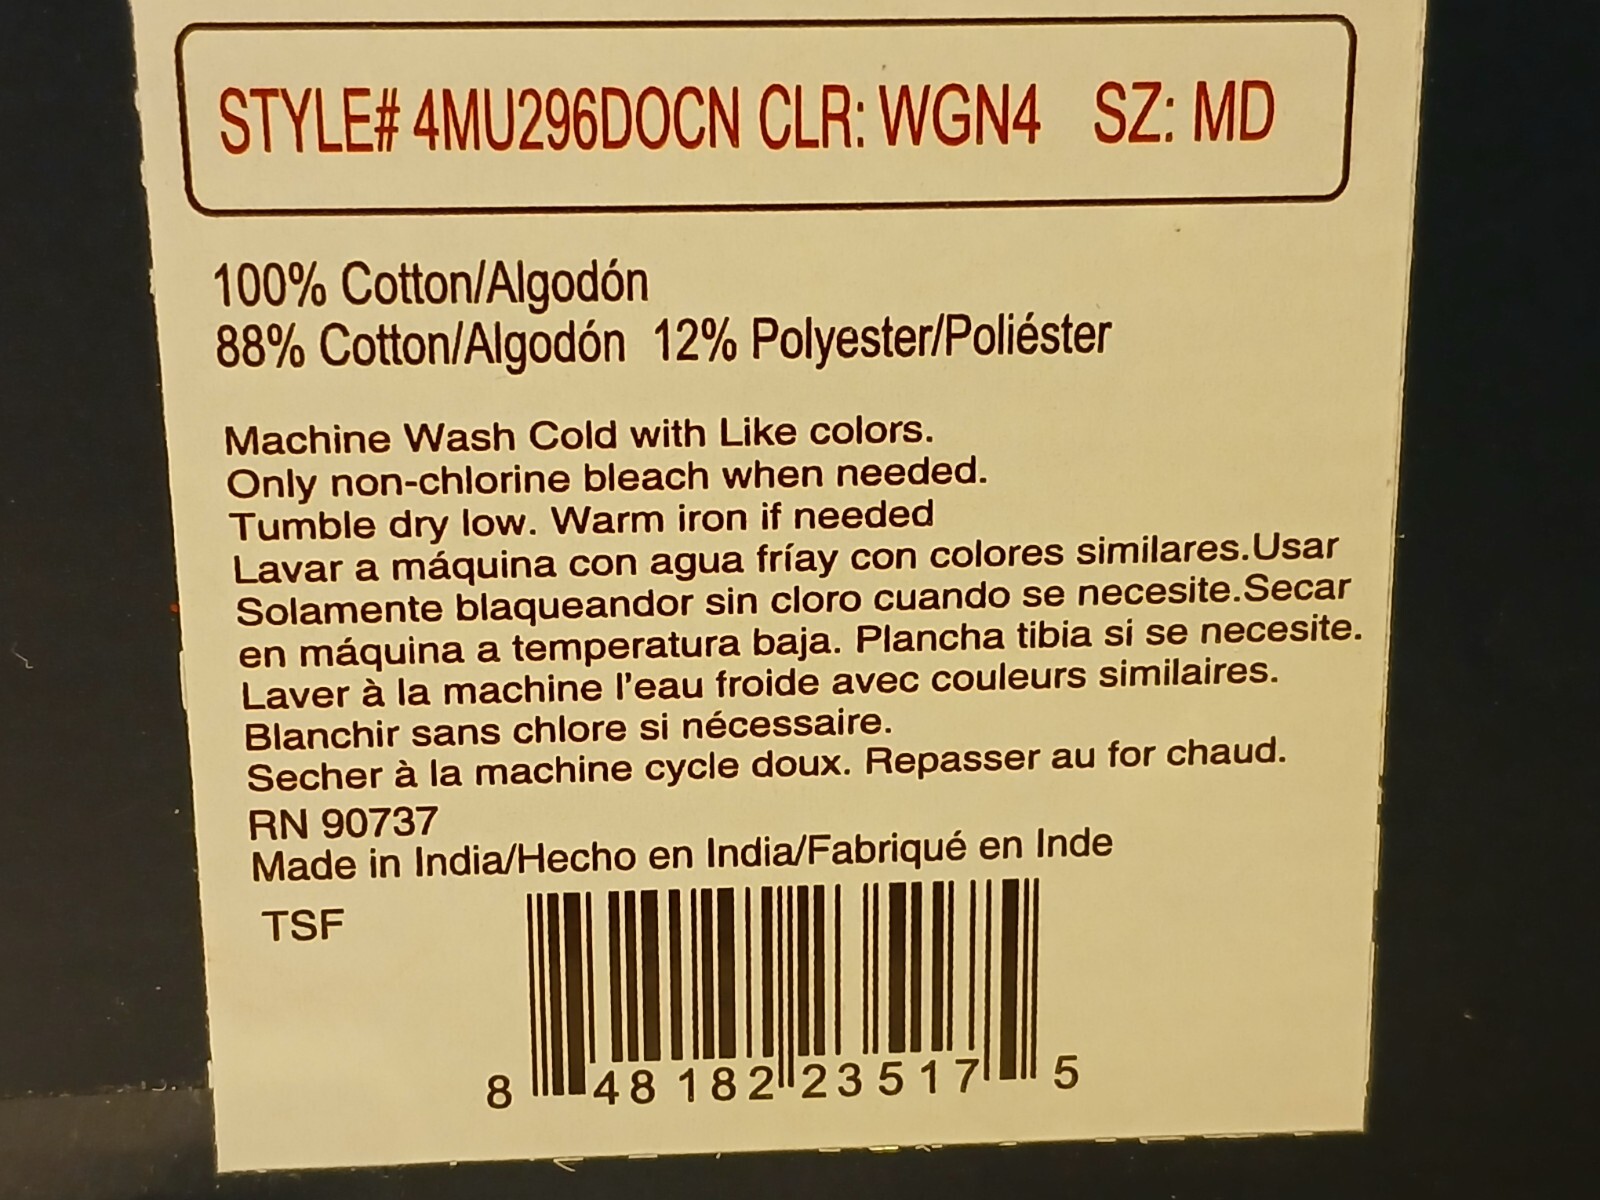 STYLE# 4MU296DOCN CLR: WGN4 SZ: MD
100% Cotton/Algodón
88% Cotton/Algodón 12% Polyester/Poliéster
Machine Wash Cold with Like colors.
Only non-chlorine bleach when needed.
Tumble dry low. Warm iron if needed
Lavar a máquina con agua fríay con colores similares.Usar
Solamente blaqueandor sin cloro cuando se necesite.Secar
en máquina a temperatura baja. Plancha tibia si se necesite.
Laver à la machine l'eau froide avec couleurs similaires.
Blanchir sans chlore si nécessaire.
Secher à la machine cycle doux. Repasser au for chaud.
RN 90737
Made in India/Hecho en India/Fabriqué en Inde
TSF
8 48182 23517 5